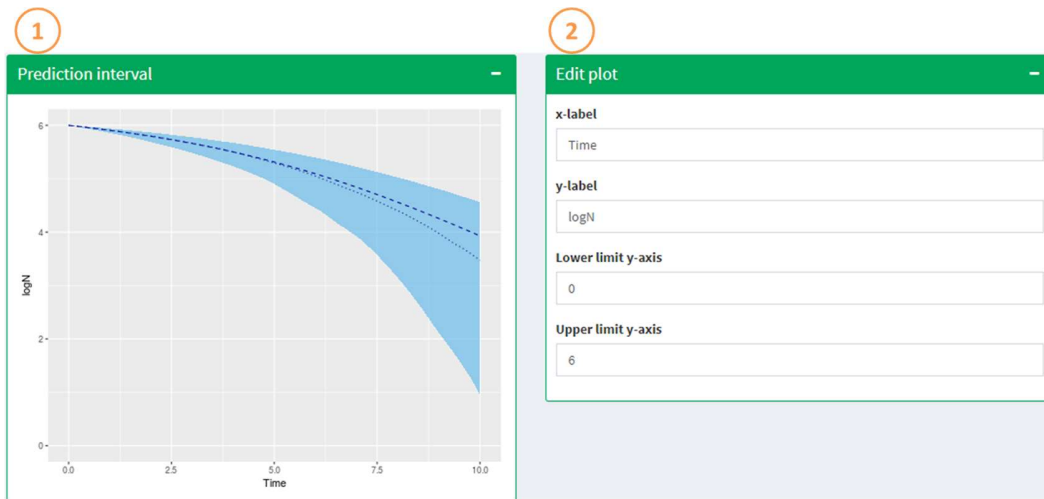 1
Prediction interval
6
4
2
0
logN
0.0 2.5 5.0 7.5 10.0
Time
2
Edit plot
x-label
Time
y-label
logN
Lower limit y-axis
0
Upper limit y-axis
6